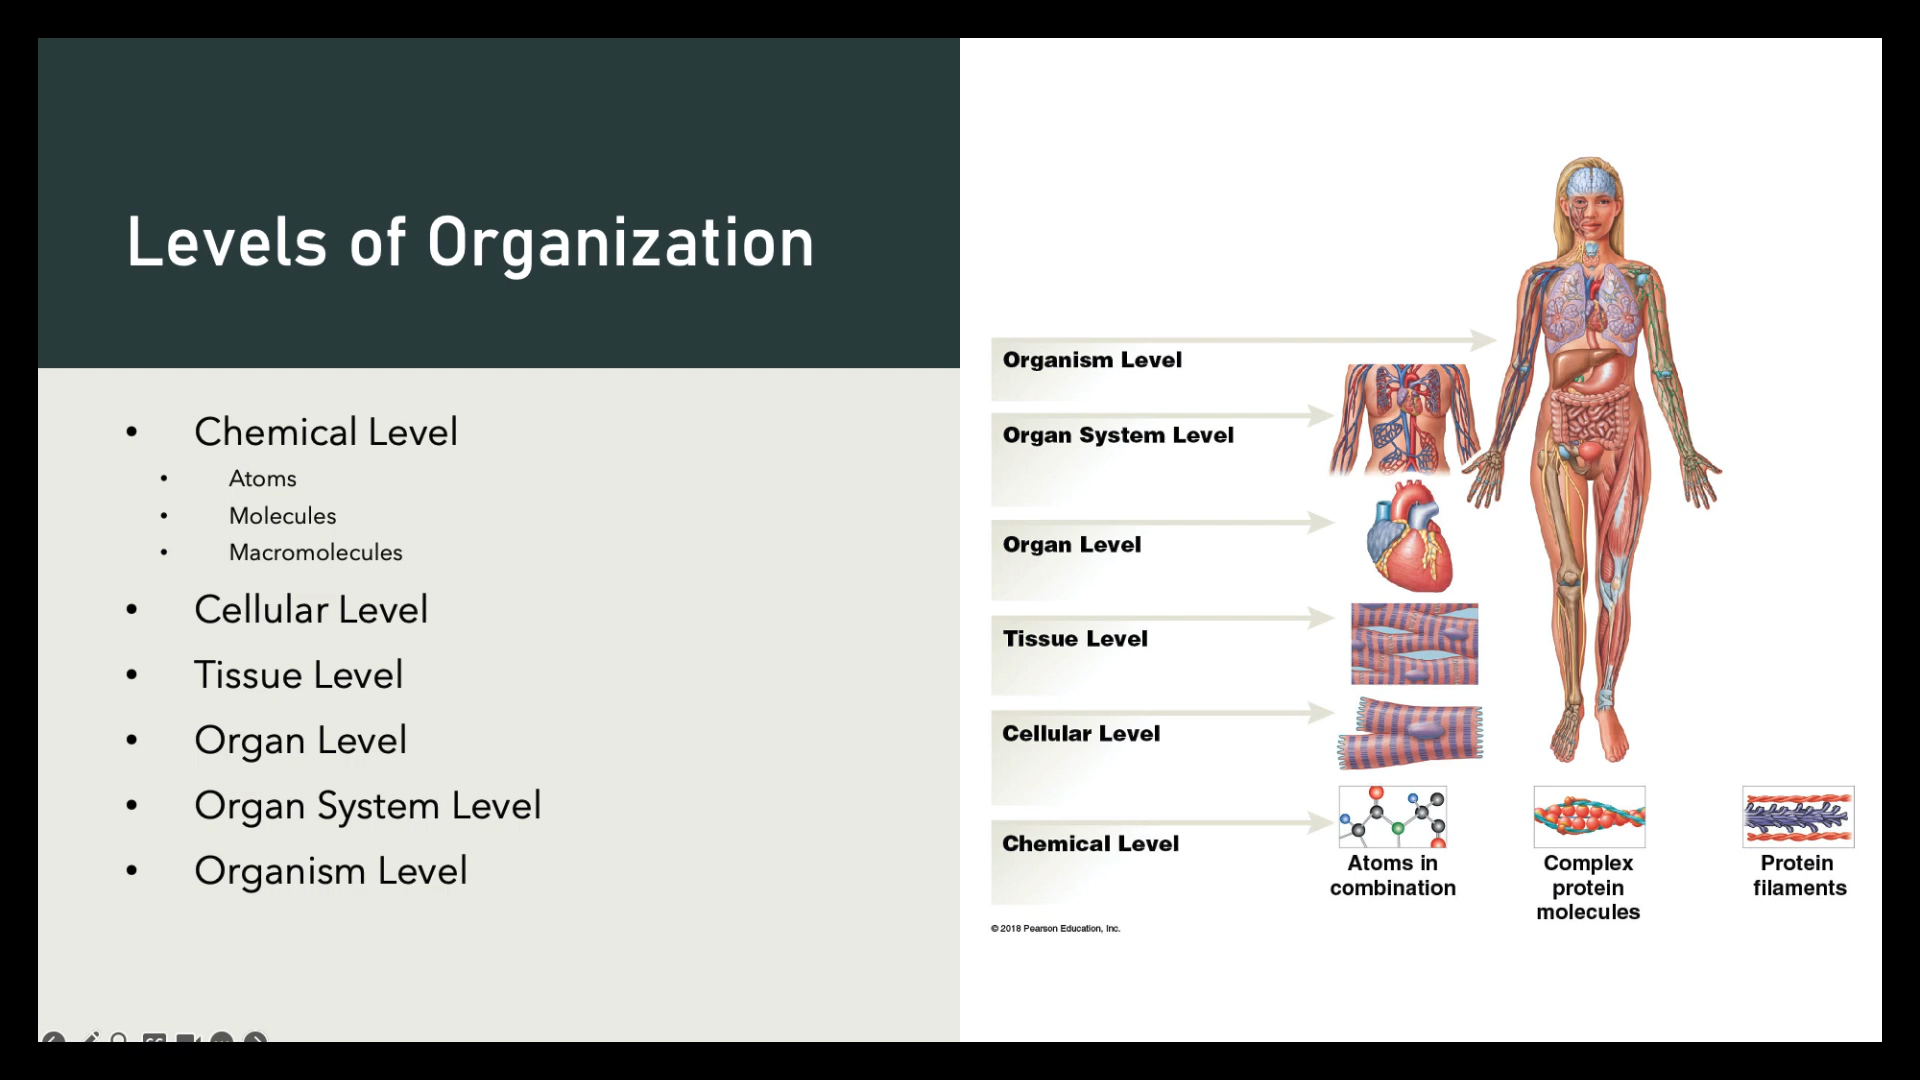 Levels of Organization
• Chemical Level
• Atoms
• Molecules
• Macromolecules
• Cellular Level
• Tissue Level
• Organ Level
• Organ System Level
• Organism Level
Organism Level
Organ System Level
Organ Level
Tissue Level
Cellular Level
Chemical Level
Atoms in
combination
Complex
protein
molecules
Protein
filaments
© 2018 Pearson Education, Inc.